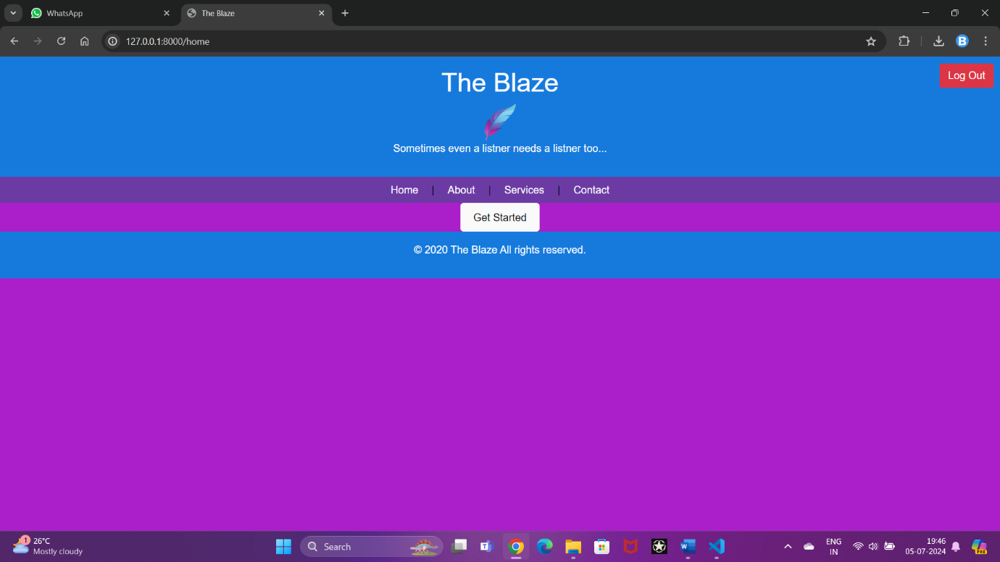 WhatsApp
The Blaze
127.0.0.1:8000/home
B
The Blaze
Log Out
Sometimes even a listner needs a listner too...
Home | About | Services | Contact
Get Started
© 2020 The Blaze All rights reserved.
1
26°C
Mostly cloudy
Search
T
W
ENG
IN
19:46
05-07-2024
PRE